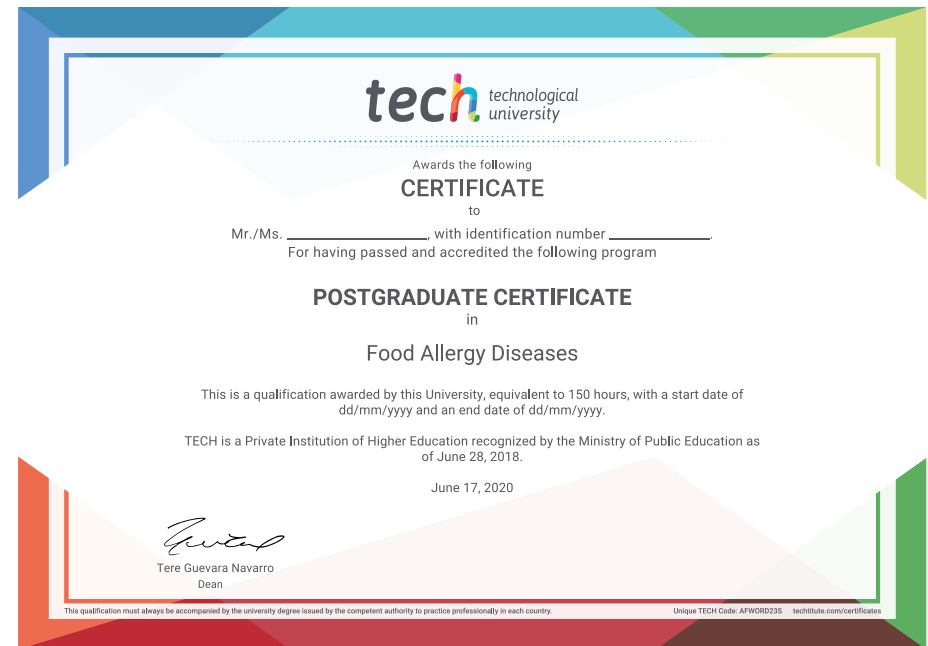 tech technological
university
Awards the following
CERTIFICATE
to
Mr./Ms. ____________________, with identification number ______________.
For having passed and accredited the following program
POSTGRADUATE CERTIFICATE
in
Food Allergy Diseases
This is a qualification awarded by this University, equivalent to 150 hours, with a start date of
dd/mm/yyyy and an end date of dd/mm/yyyy.
TECH is a Private Institution of Higher Education recognized by the Ministry of Public Education as
of June 28, 2018.
June 17, 2020
Tere Guevara Navarro
Dean
This qualification must always be accompanied by the university degree issued by the competent authority to practice professionally in each country.
Unique TECH Code: AFWORD23S techtitute.com/certificates